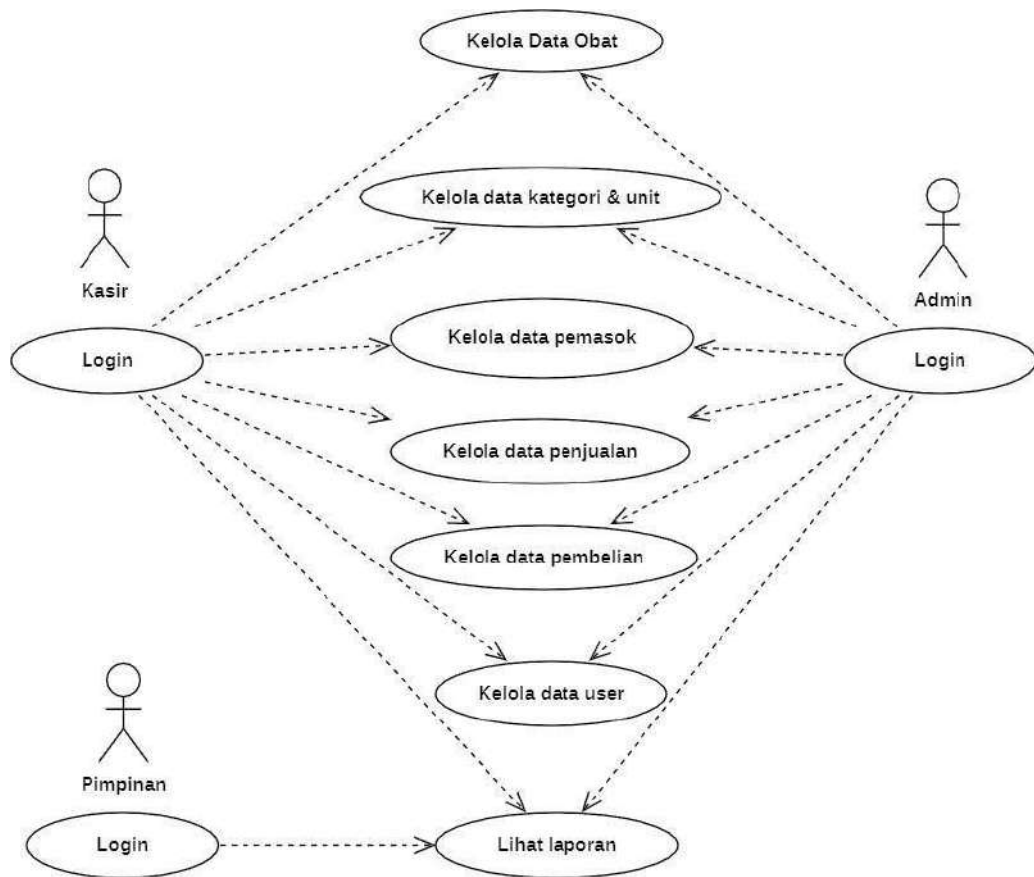 Kelola Data Obat
Kelola data kategori & unit
Kasir
Admin
Login
Kelola data pemasok
Login
Kelola data penjualan
Kelola data pembelian
Kelola data user
Pimpinan
Login
Lihat laporan